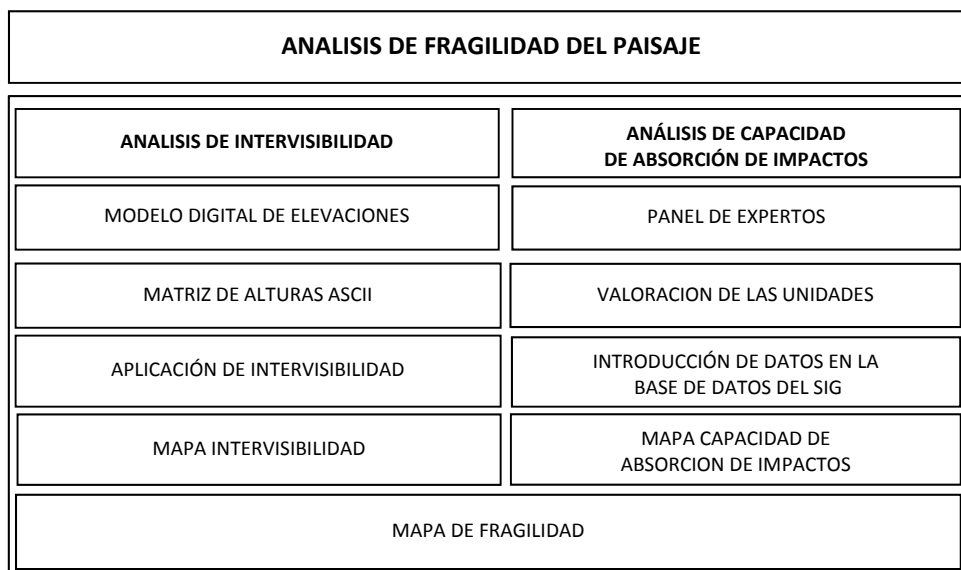 ANALISIS DE FRAGILIDAD DEL PAISAJE
ANALISIS DE INTERVISIBILIDAD
ANÁLISIS DE CAPACIDAD
DE ABSORCIÓN DE IMPACTOS
MODELO DIGITAL DE ELEVACIONES
PANEL DE EXPERTOS
MATRIZ DE ALTURAS ASCII
VALORACION DE LAS UNIDADES
APLICACIÓN DE INTERVISIBILIDAD
INTRODUCCIÓN DE DATOS EN LA
BASE DE DATOS DEL SIG
MAPA INTERVISIBILIDAD
MAPA CAPACIDAD DE
ABSORCION DE IMPACTOS
MAPA DE FRAGILIDAD